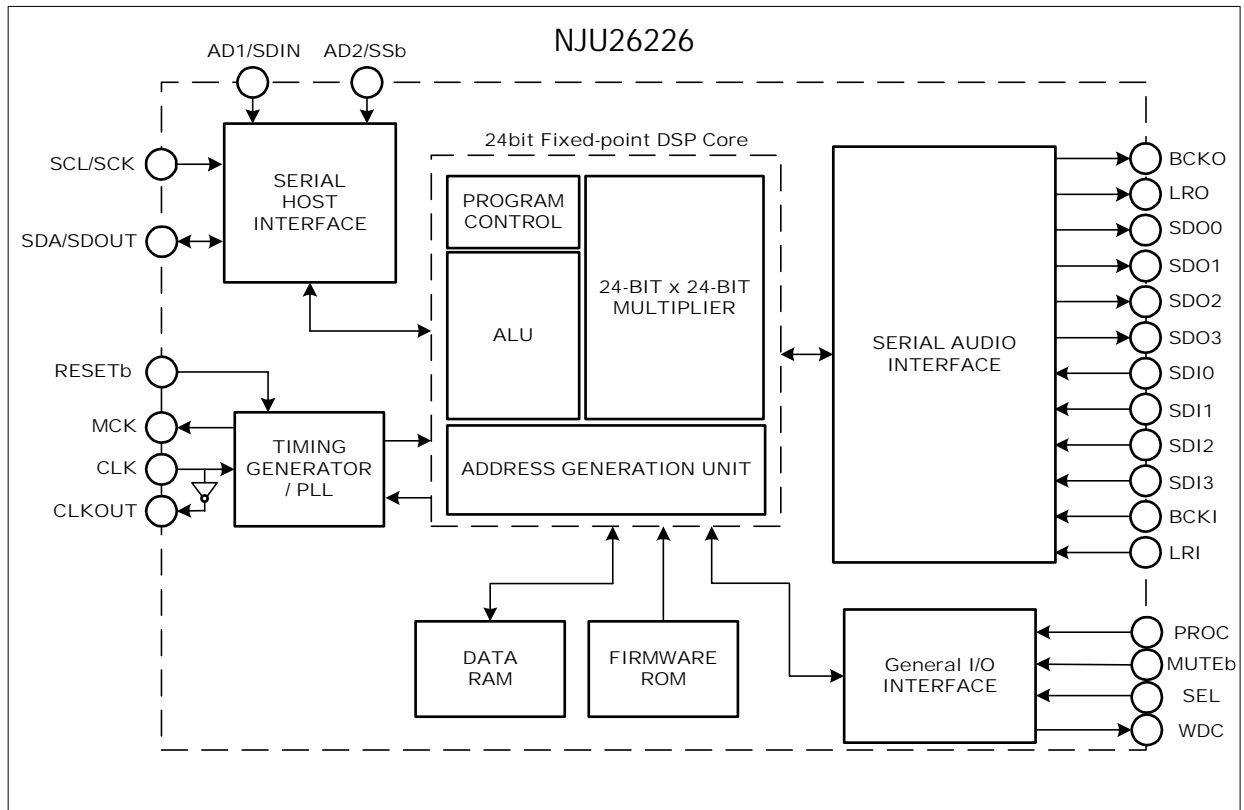 NJU26226
AD1/SDIN
AD2/SSb
SCL/SCK
SDA/SDOUT
SERIAL
HOST
INTERFACE
RESETb
MCK
CLK
CLKOUT
TIMING
GENERATOR
/ PLL
24bit Fixed-point DSP Core
PROGRAM
CONTROL
ALU
24-BIT x 24-BIT
MULTIPLIER
ADDRESS GENERATION UNIT
DATA
RAM
FIRMWARE
ROM
SERIAL AUDIO
INTERFACE
BCKO
LRO
SDO0
SDO1
SDO2
SDO3
SDI0
SDI1
SDI2
SDI3
BCKI
LRI
General I/O
INTERFACE
PROC
MUTEb
SEL
WDC